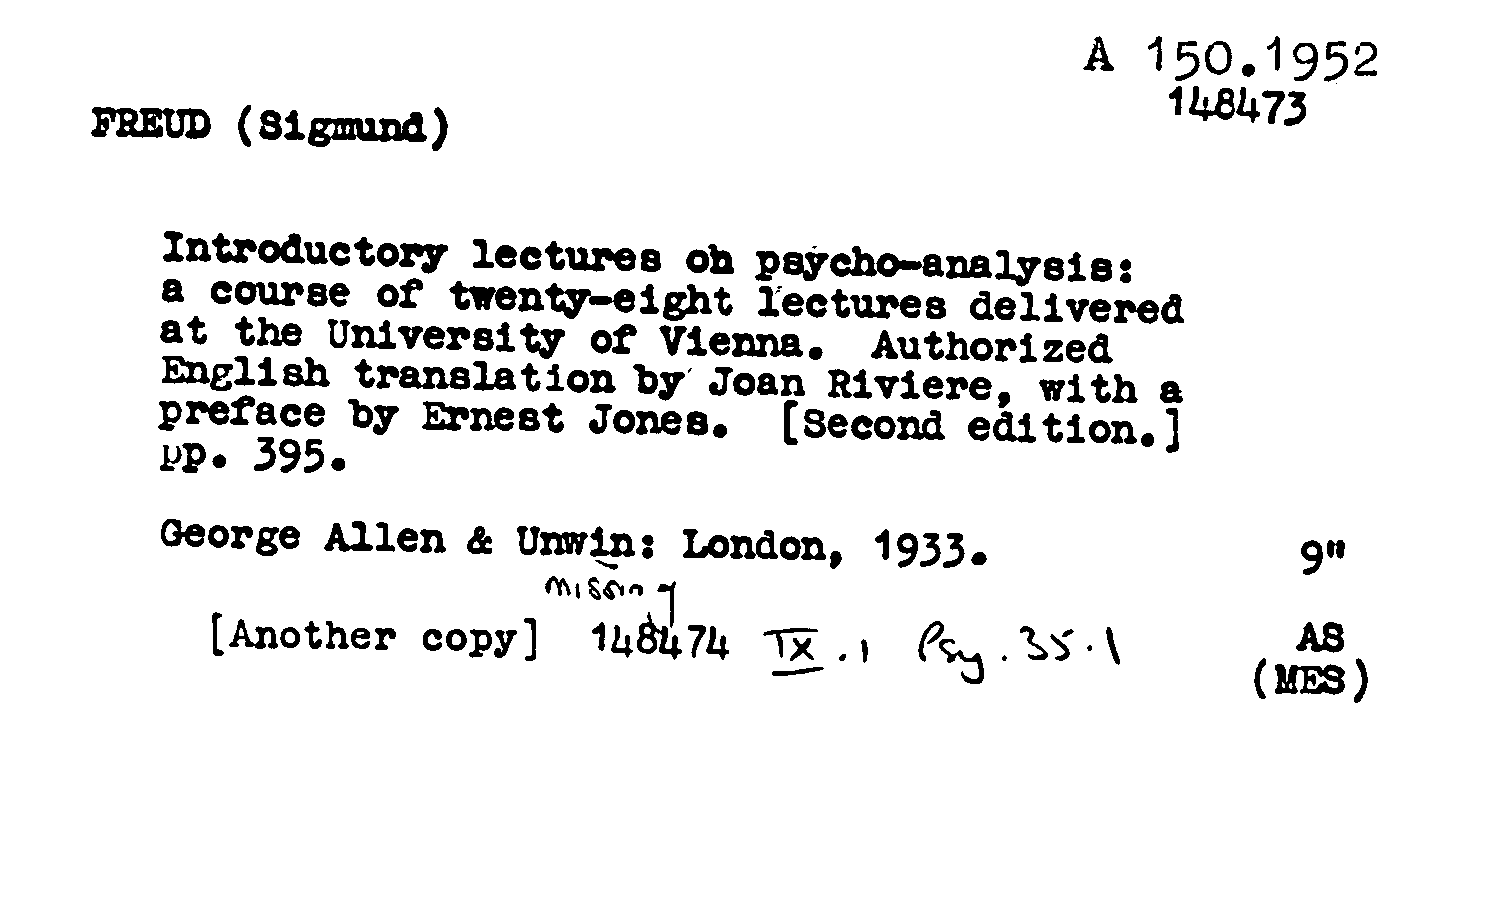 A 150.1952
148473
FREUD (Sigmund)
Introductory lectures on psycho-analysis:
a course of twenty-eight lectures delivered
at the University of Vienna. Authorized
English translation by Joan Riviere, with a
preface by Ernest Jones. [Second edition.]
pp. 395.
George Allen & Unwin: London, 1933. 9"
missing
[Another copy] 148474 IX.1 Psy.35.1 AS
(MES)